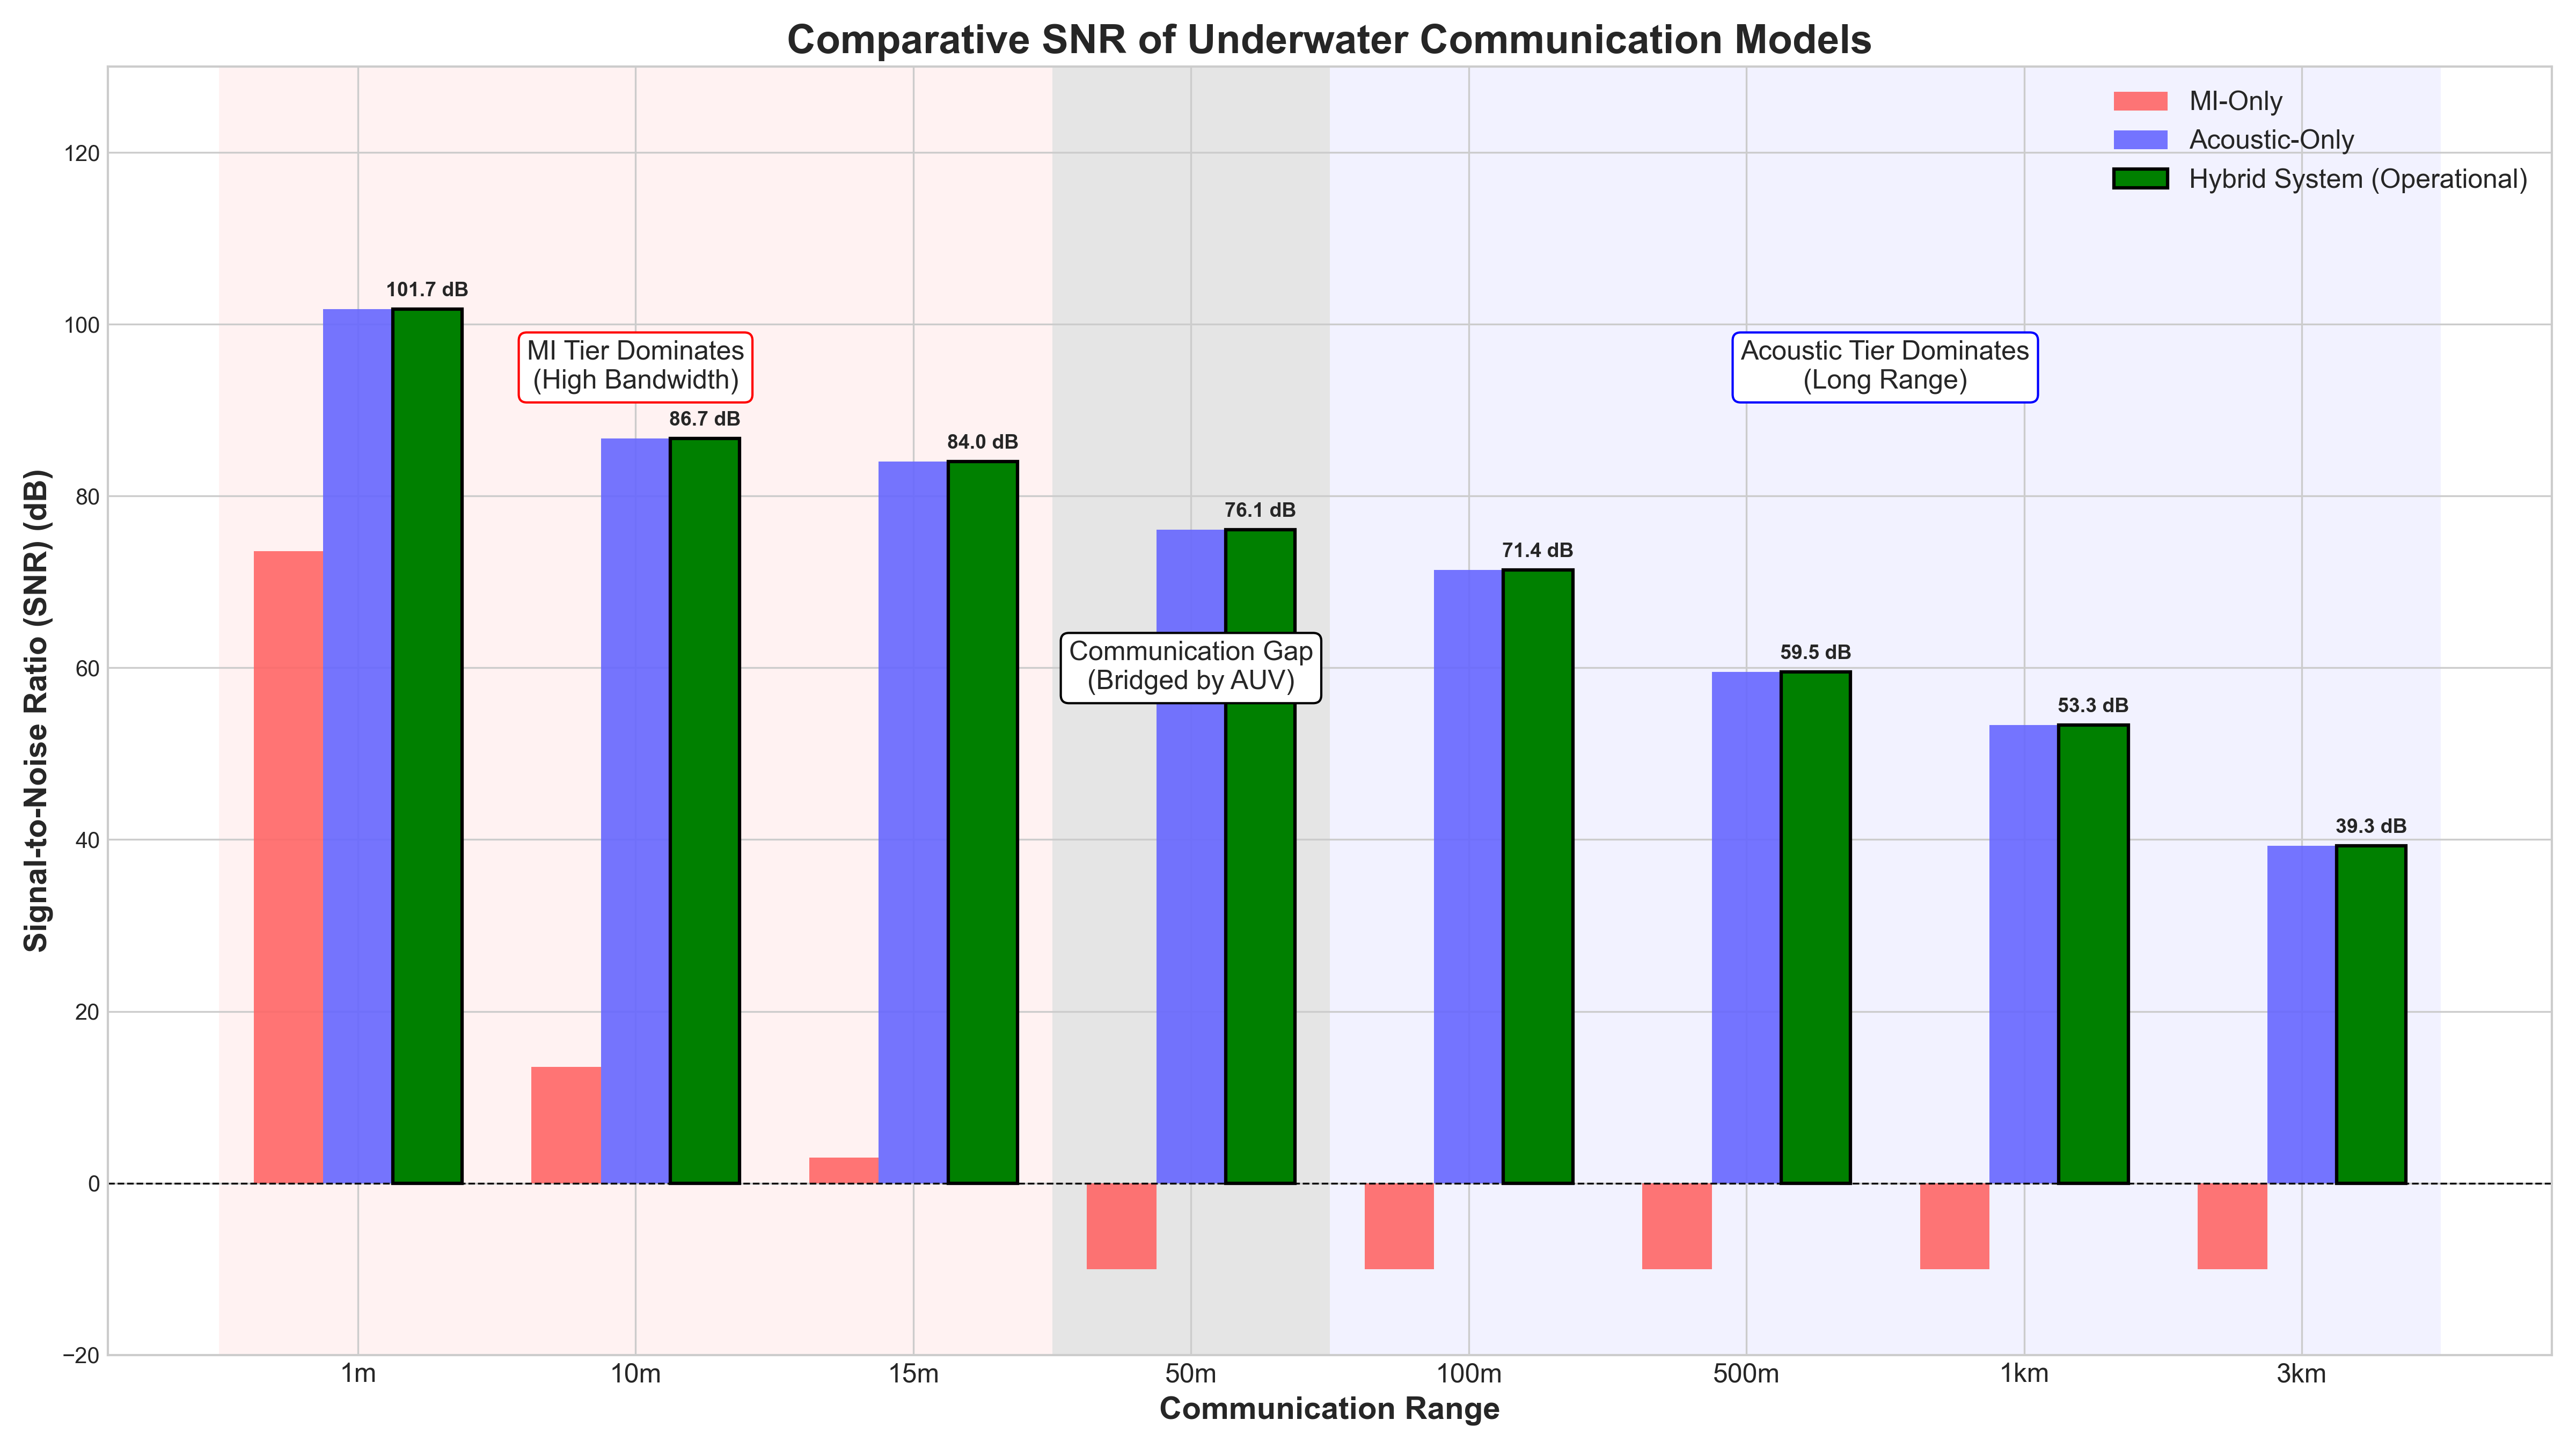 Comparative SNR of Underwater Communication Models
MI-Only
Acoustic-Only
Hybrid System (Operational)
Signal-to-Noise Ratio (SNR) (dB)
120
100
80
60
40
20
0
−20
101.7 dB
86.7 dB
84.0 dB
76.1 dB
71.4 dB
59.5 dB
53.3 dB
39.3 dB
MI Tier Dominates
(High Bandwidth)
Communication Gap
(Bridged by AUV)
Acoustic Tier Dominates
(Long Range)
1m
10m
15m
50m
100m
500m
1km
3km
Communication Range